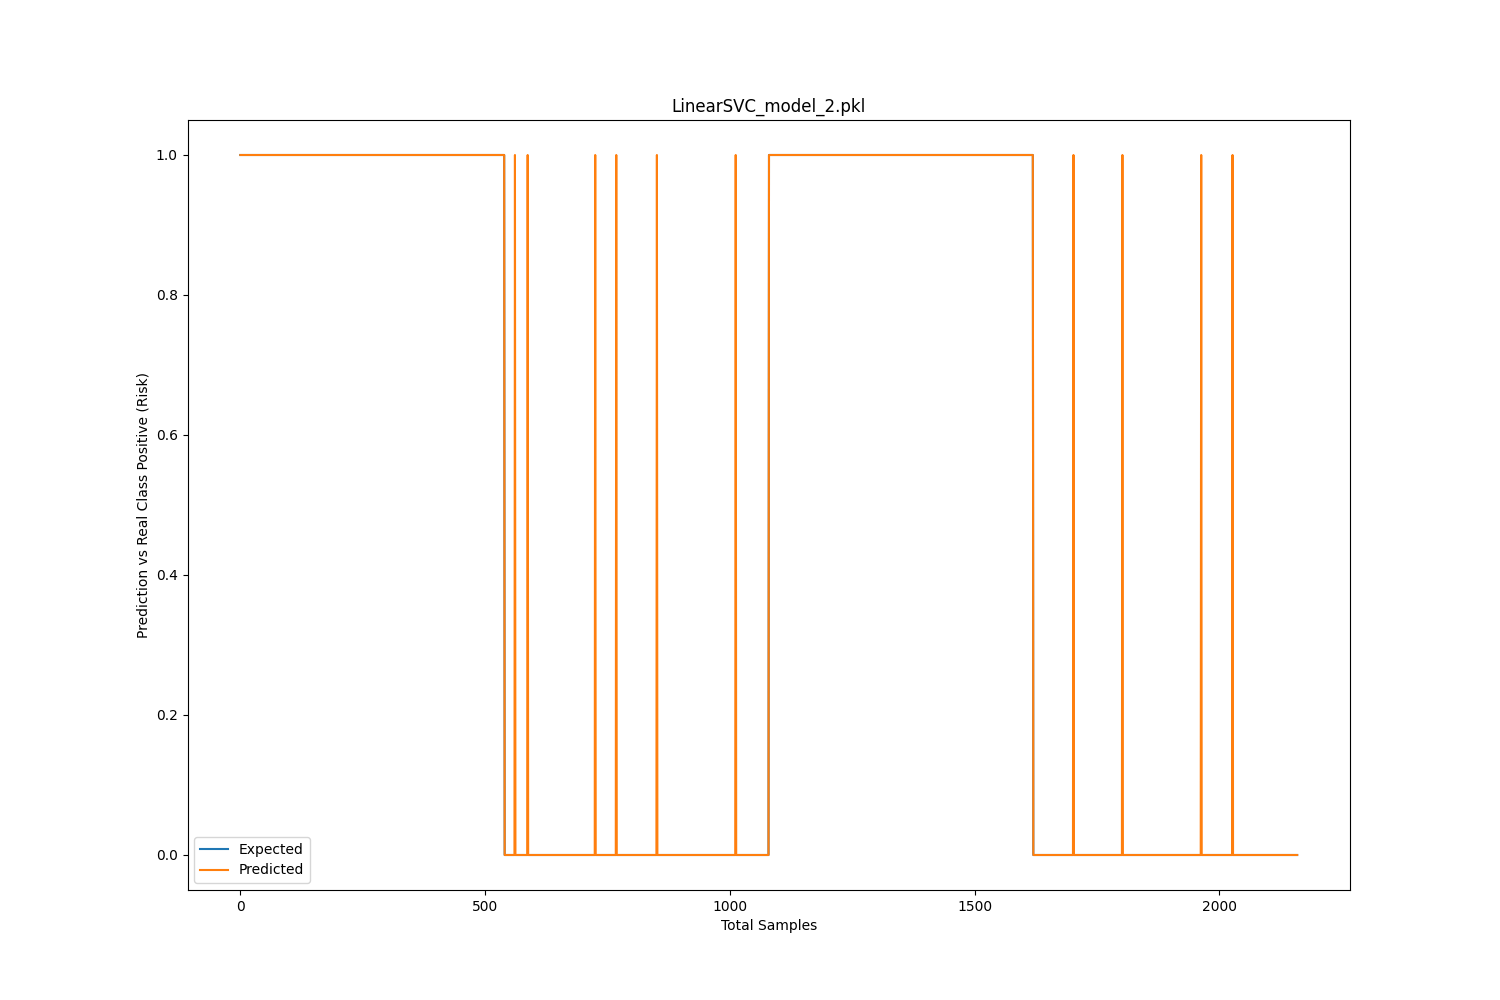 LinearSVC_model_2.pkl
Prediction vs Real Class Positive (Risk)
1.0
0.8
0.6
0.4
0.2
0.0
Expected
Predicted
0
500
1000
1500
2000
Total Samples